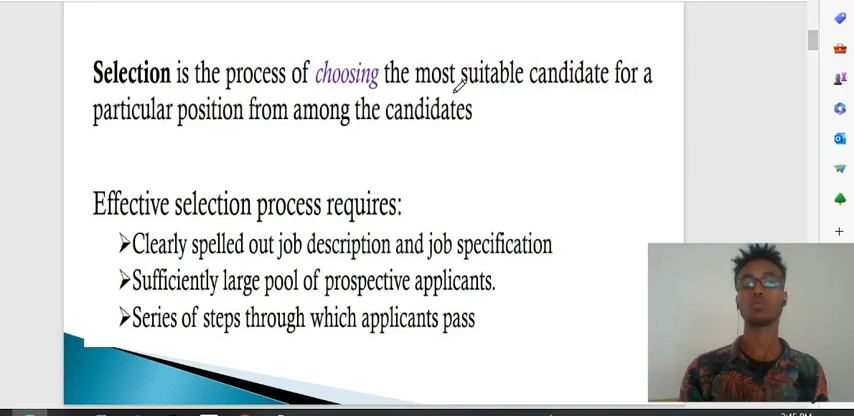 Selection is the process of choosing the most suitable candidate for a
particular position from among the candidates
Effective selection process requires:
➢Clearly spelled out job description and job specification
➢Sufficiently large pool of prospective applicants.
➢Series of steps through which applicants pass